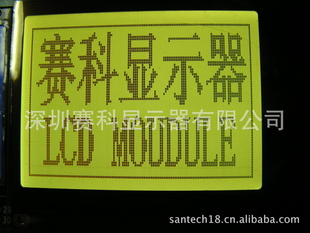 赛科显示器
深圳赛科显示器有限公司
LCD MOUDULE
santech18.cn.alibaba.com